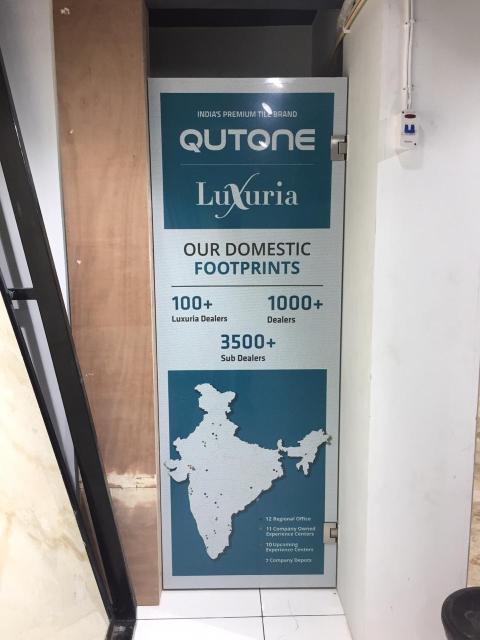 INDIA'S PREMIUM TILE BRAND
QUTONE
Luxuria
OUR DOMESTIC
FOOTPRINTS
100+
Luxuria Dealers
1000+
Dealers
3500+
Sub Dealers
12 Regional Office
11 Company Owned
Experience Centers
10 Upcoming
Experience Centers
7 Company Depots